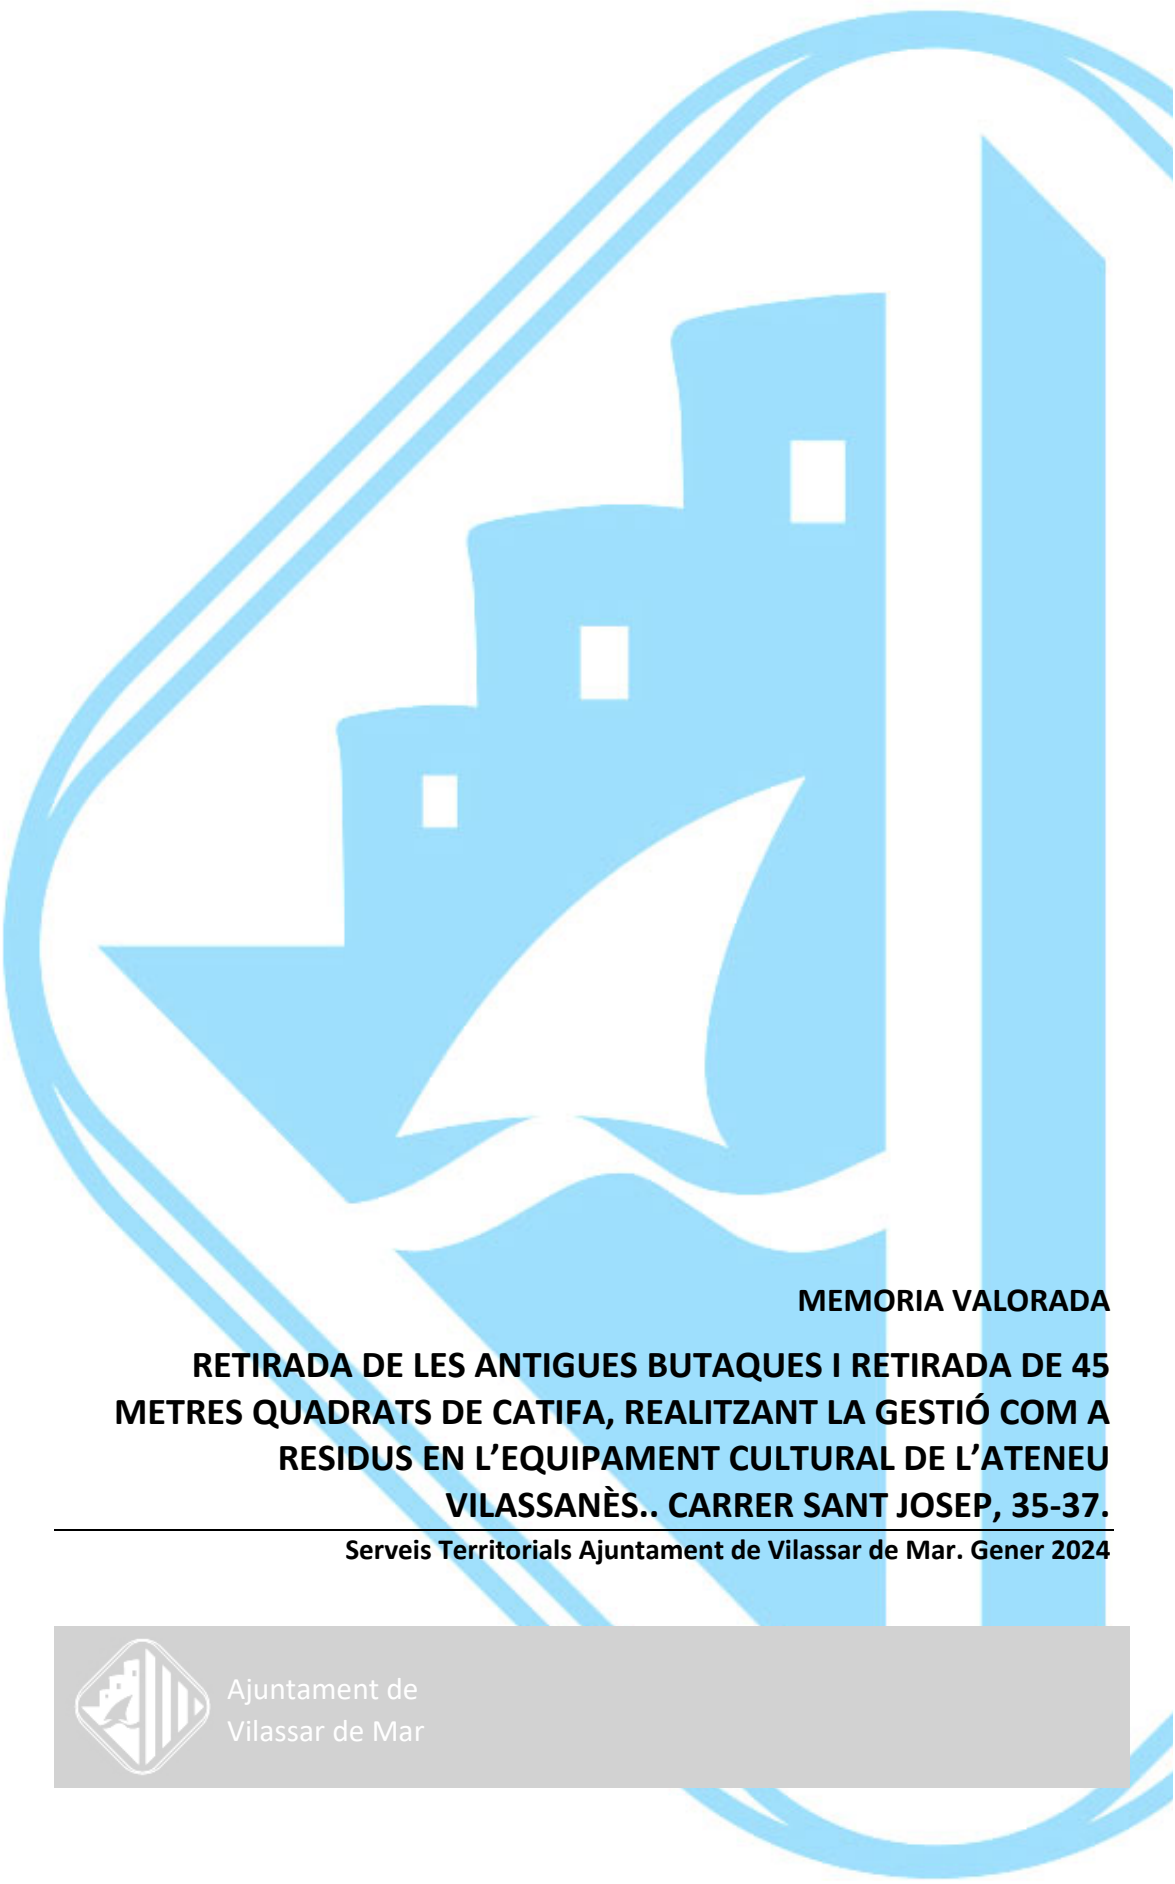 MEMORIA VALORADA
RETIRADA DE LES ANTIGUES BUTAQUES I RETIRADA DE 45
METRES QUADRATS DE CATIFA, REALITZANT LA GESTIÓ COM A
RESIDUS EN L’EQUIPAMENT CULTURAL DE L’ATENEU
VILASSANÈS.. CARRER SANT JOSEP, 35-37.
Serveis Territorials Ajuntament de Vilassar de Mar. Gener 2024
Ajuntament de
Vilassar de Mar